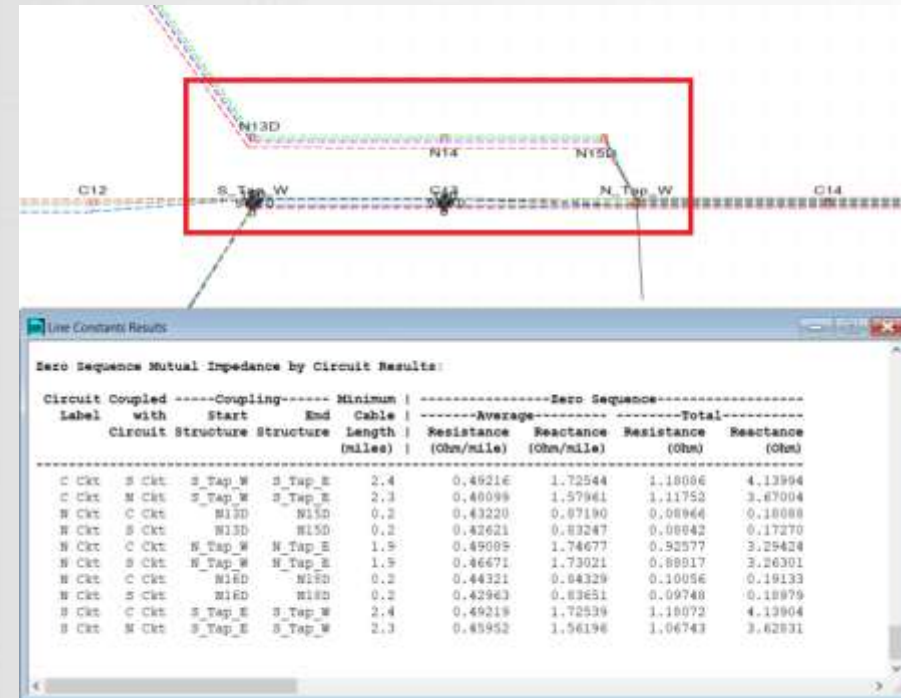 N13D
N14
N15D
C12
S_Tap_W
C13
N_Tap_W
C14
Line Constants Results
Zero Sequence Mutual Impedance by Circuit Results:
Circuit Coupled -----Coupling------ Minimum | -------------------Zero Sequence-------------------
Label with Start End Cable | -------Average--------- --------Total----------
Circuit Structure Structure Length | Resistance Reactance Resistance Reactance
(miles) | (Ohm/mile) (Ohm/mile) (Ohm) (Ohm)
C Ckt S Ckt S_Tap_W S_Tap_E 2.4 0.49216 1.72544 1.18086 4.13994
C Ckt N Ckt S_Tap_W S_Tap_E 2.3 1.57961 1.11752 3.67004
N Ckt C Ckt N13D N15D 0.2 0.43220 0.87190 0.08966 0.18088
N Ckt S Ckt N13D N15D 0.2 0.42621 0.83247 0.08842 0.17270
N Ckt C Ckt N_Tap_W N_Tap_E 1.9 0.49089 1.74677 0.92577 3.29424
N Ckt S Ckt N_Tap_W N_Tap_E 1.9 0.46671 1.73021 3.26301
N Ckt C Ckt N16D N18D 0.2 0.44321 0.84329 0.10056 0.19133
N Ckt S Ckt N16D N18D 0.2 0.42963 0.83651 0.09748 0.18979
S Ckt C Ckt S_Tap_E S_Tap_W 2.4 0.49219 1.72539 1.18072 4.13904
S Ckt N Ckt S_Tap_E S_Tap_W 2.3 0.45952 1.56196 1.06743 3.62831